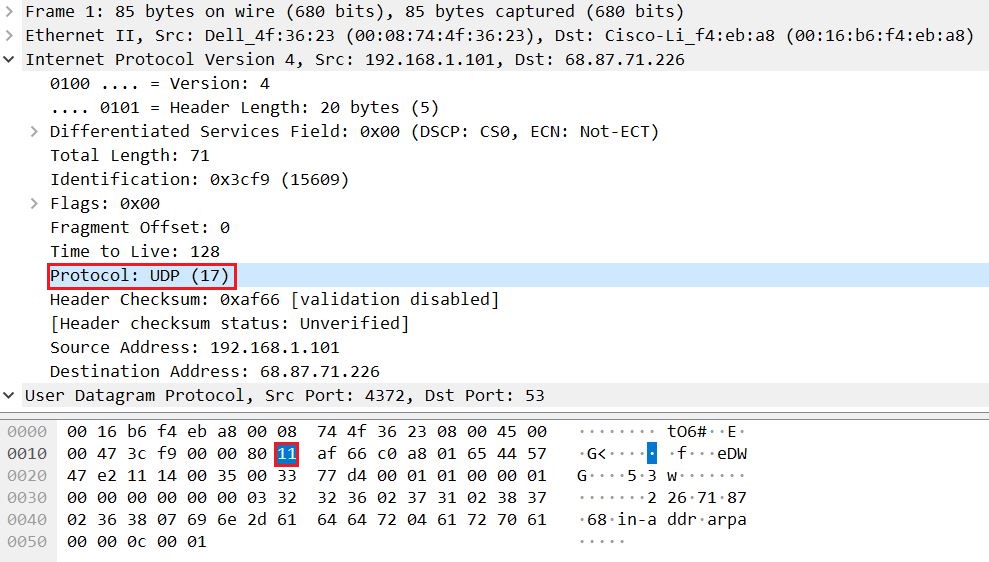 Frame 1: 85 bytes on wire (680 bits), 85 bytes captured (680 bits)
Ethernet II, Src: Dell_4f:36:23 (00:08:74:4f:36:23), Dst: Cisco-Li_f4:eb:a8 (00:16:b6:f4:eb:a8)
Internet Protocol Version 4, Src: 192.168.1.101, Dst: 68.87.71.226
0100 .... = Version: 4
.... 0101 = Header Length: 20 bytes (5)
Differentiated Services Field: 0x00 (DSCP: CS0, ECN: Not-ECT)
Total Length: 71
Identification: 0x3cf9 (15609)
Flags: 0x00
Fragment Offset: 0
Time to Live: 128
Protocol: UDP (17)
Header Checksum: 0xaf66 [validation disabled]
[Header checksum status: Unverified]
Source Address: 192.168.1.101
Destination Address: 68.87.71.226
User Datagram Protocol, Src Port: 4372, Dst Port: 53
0000 00 16 b6 f4 eb a8 00 08 74 4f 36 23 08 00 45 00 ········ tO6#··E·
0010 00 47 3c f9 00 00 80 11 af 66 c0 a8 01 65 44 57 ·G<····· ·f···eDW
0020 47 e2 11 14 00 35 00 33 77 d4 00 01 01 00 00 01 G····5·3 w·······
0030 00 00 00 00 00 00 03 32 32 36 02 37 31 02 38 37 ·······2 26·71·87
0040 02 36 38 07 69 6e 2d 61 64 64 72 04 61 72 70 61 ·68·in-a ddr·arpa
0050 00 00 0c 00 01 ·····